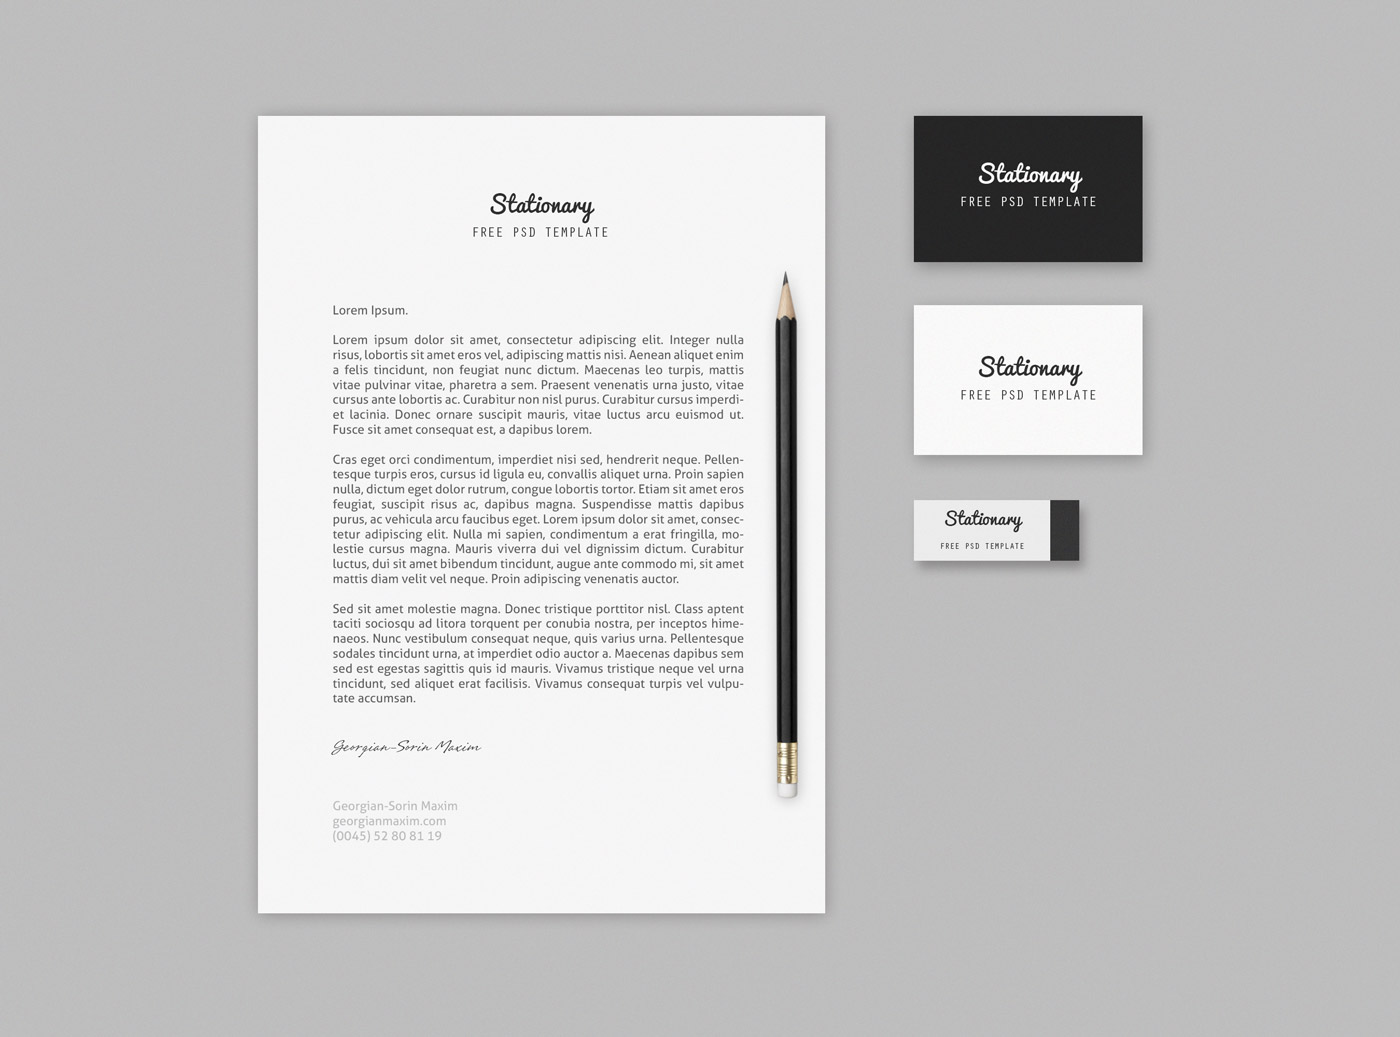 Stationary
FREE PSD TEMPLATE
Lorem Ipsum.
Lorem ipsum dolor sit amet, consectetur adipiscing elit. Integer nulla
risus, lobortis sit amet eros vel, adipiscing mattis nisi. Aenean aliquet enim
a felis tincidunt, non feugiat nunc dictum. Maecenas leo turpis, mattis
vitae pulvinar vitae, pharetra a sem. Praesent venenatis urna justo, vitae
cursus ante lobortis ac. Curabitur non nisl purus. Curabitur cursus imperdi-
et lacinia. Donec ornare suscipit mauris, vitae luctus arcu euismod ut.
Fusce sit amet consequat est, a dapibus lorem.
Cras eget orci condimentum, imperdiet nisi sed, hendrerit neque. Pellen-
tesque turpis eros, cursus id ligula eu, convallis aliquet urna. Proin sapien
nulla, dictum eget dolor rutrum, congue lobortis tortor. Etiam sit amet eros
feugiat, suscipit risus ac, dapibus magna. Suspendisse mattis dapibus
purus, ac vehicula arcu faucibus eget. Lorem ipsum dolor sit amet, consec-
tetur adipiscing elit. Nulla mi sapien, condimentum a erat fringilla, mo-
lestie cursus magna. Mauris viverra dui vel dignissim dictum. Curabitur
luctus, dui sit amet bibendum tincidunt, augue ante commodo mi, sit amet
mattis diam velit vel neque. Proin adipiscing venenatis auctor.
Sed sit amet molestie magna. Donec tristique porttitor nisl. Class aptent
taciti sociosqu ad litora torquent per conubia nostra, per inceptos hime-
naeos. Nunc vestibulum consequat neque, quis varius urna. Pellentesque
sodales tincidunt urna, at imperdiet odio auctor a. Maecenas dapibus sem
sed est egestas sagittis quis id mauris. Vivamus tristique neque vel urna
tincidunt, sed aliquet erat facilisis. Vivamus consequat turpis vel vulpu-
tate accumsan.
Georgian-Sorin Maxim
Georgian-Sorin Maxim
georgianmaxim.com
(0045) 52 80 81 19
Stationary
FREE PSD TEMPLATE
Stationary
FREE PSD TEMPLATE
Stationary
FREE PSD TEMPLATE